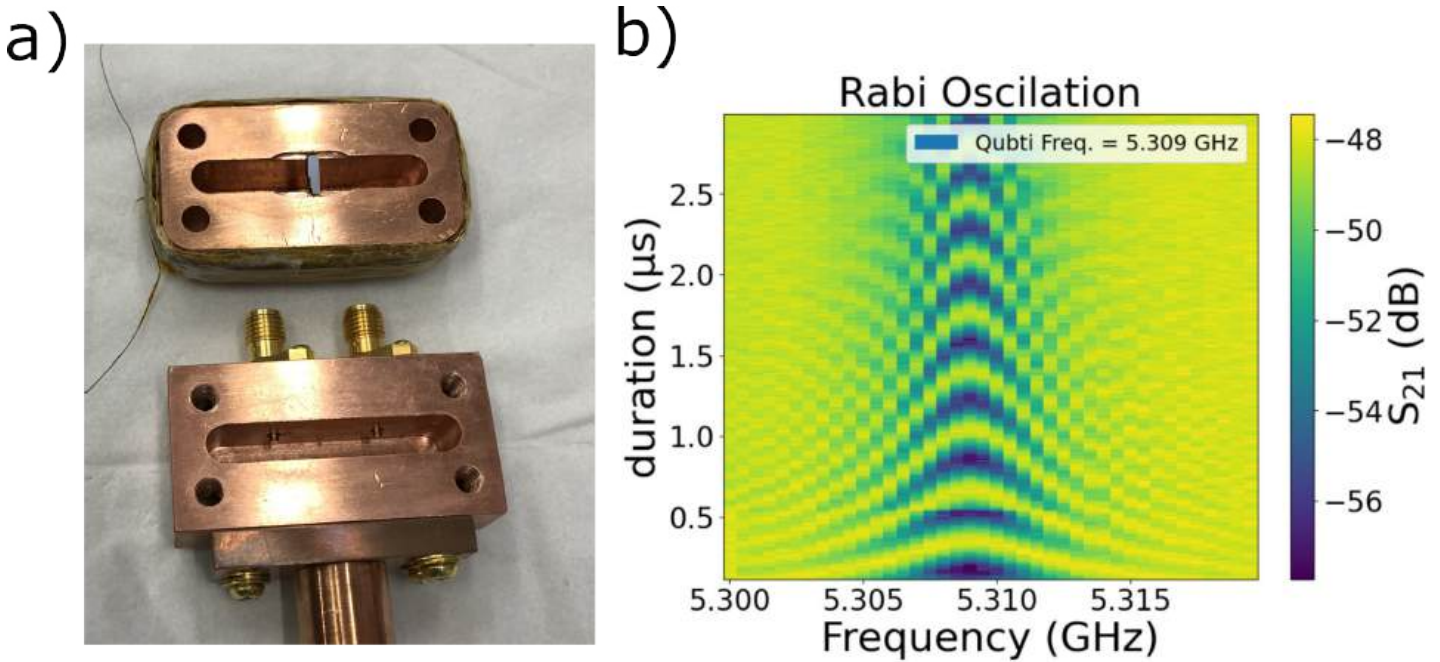 a)
b)
Rabi Oscilation
Qubti Freq. = 5.309 GHz
2.5
2.0
1.5
1.0
0.5
duration (μs)
5.300 5.305 5.310 5.315
Frequency (GHz)
−48
−50
−52
−54
−56
S₂₁ (dB)